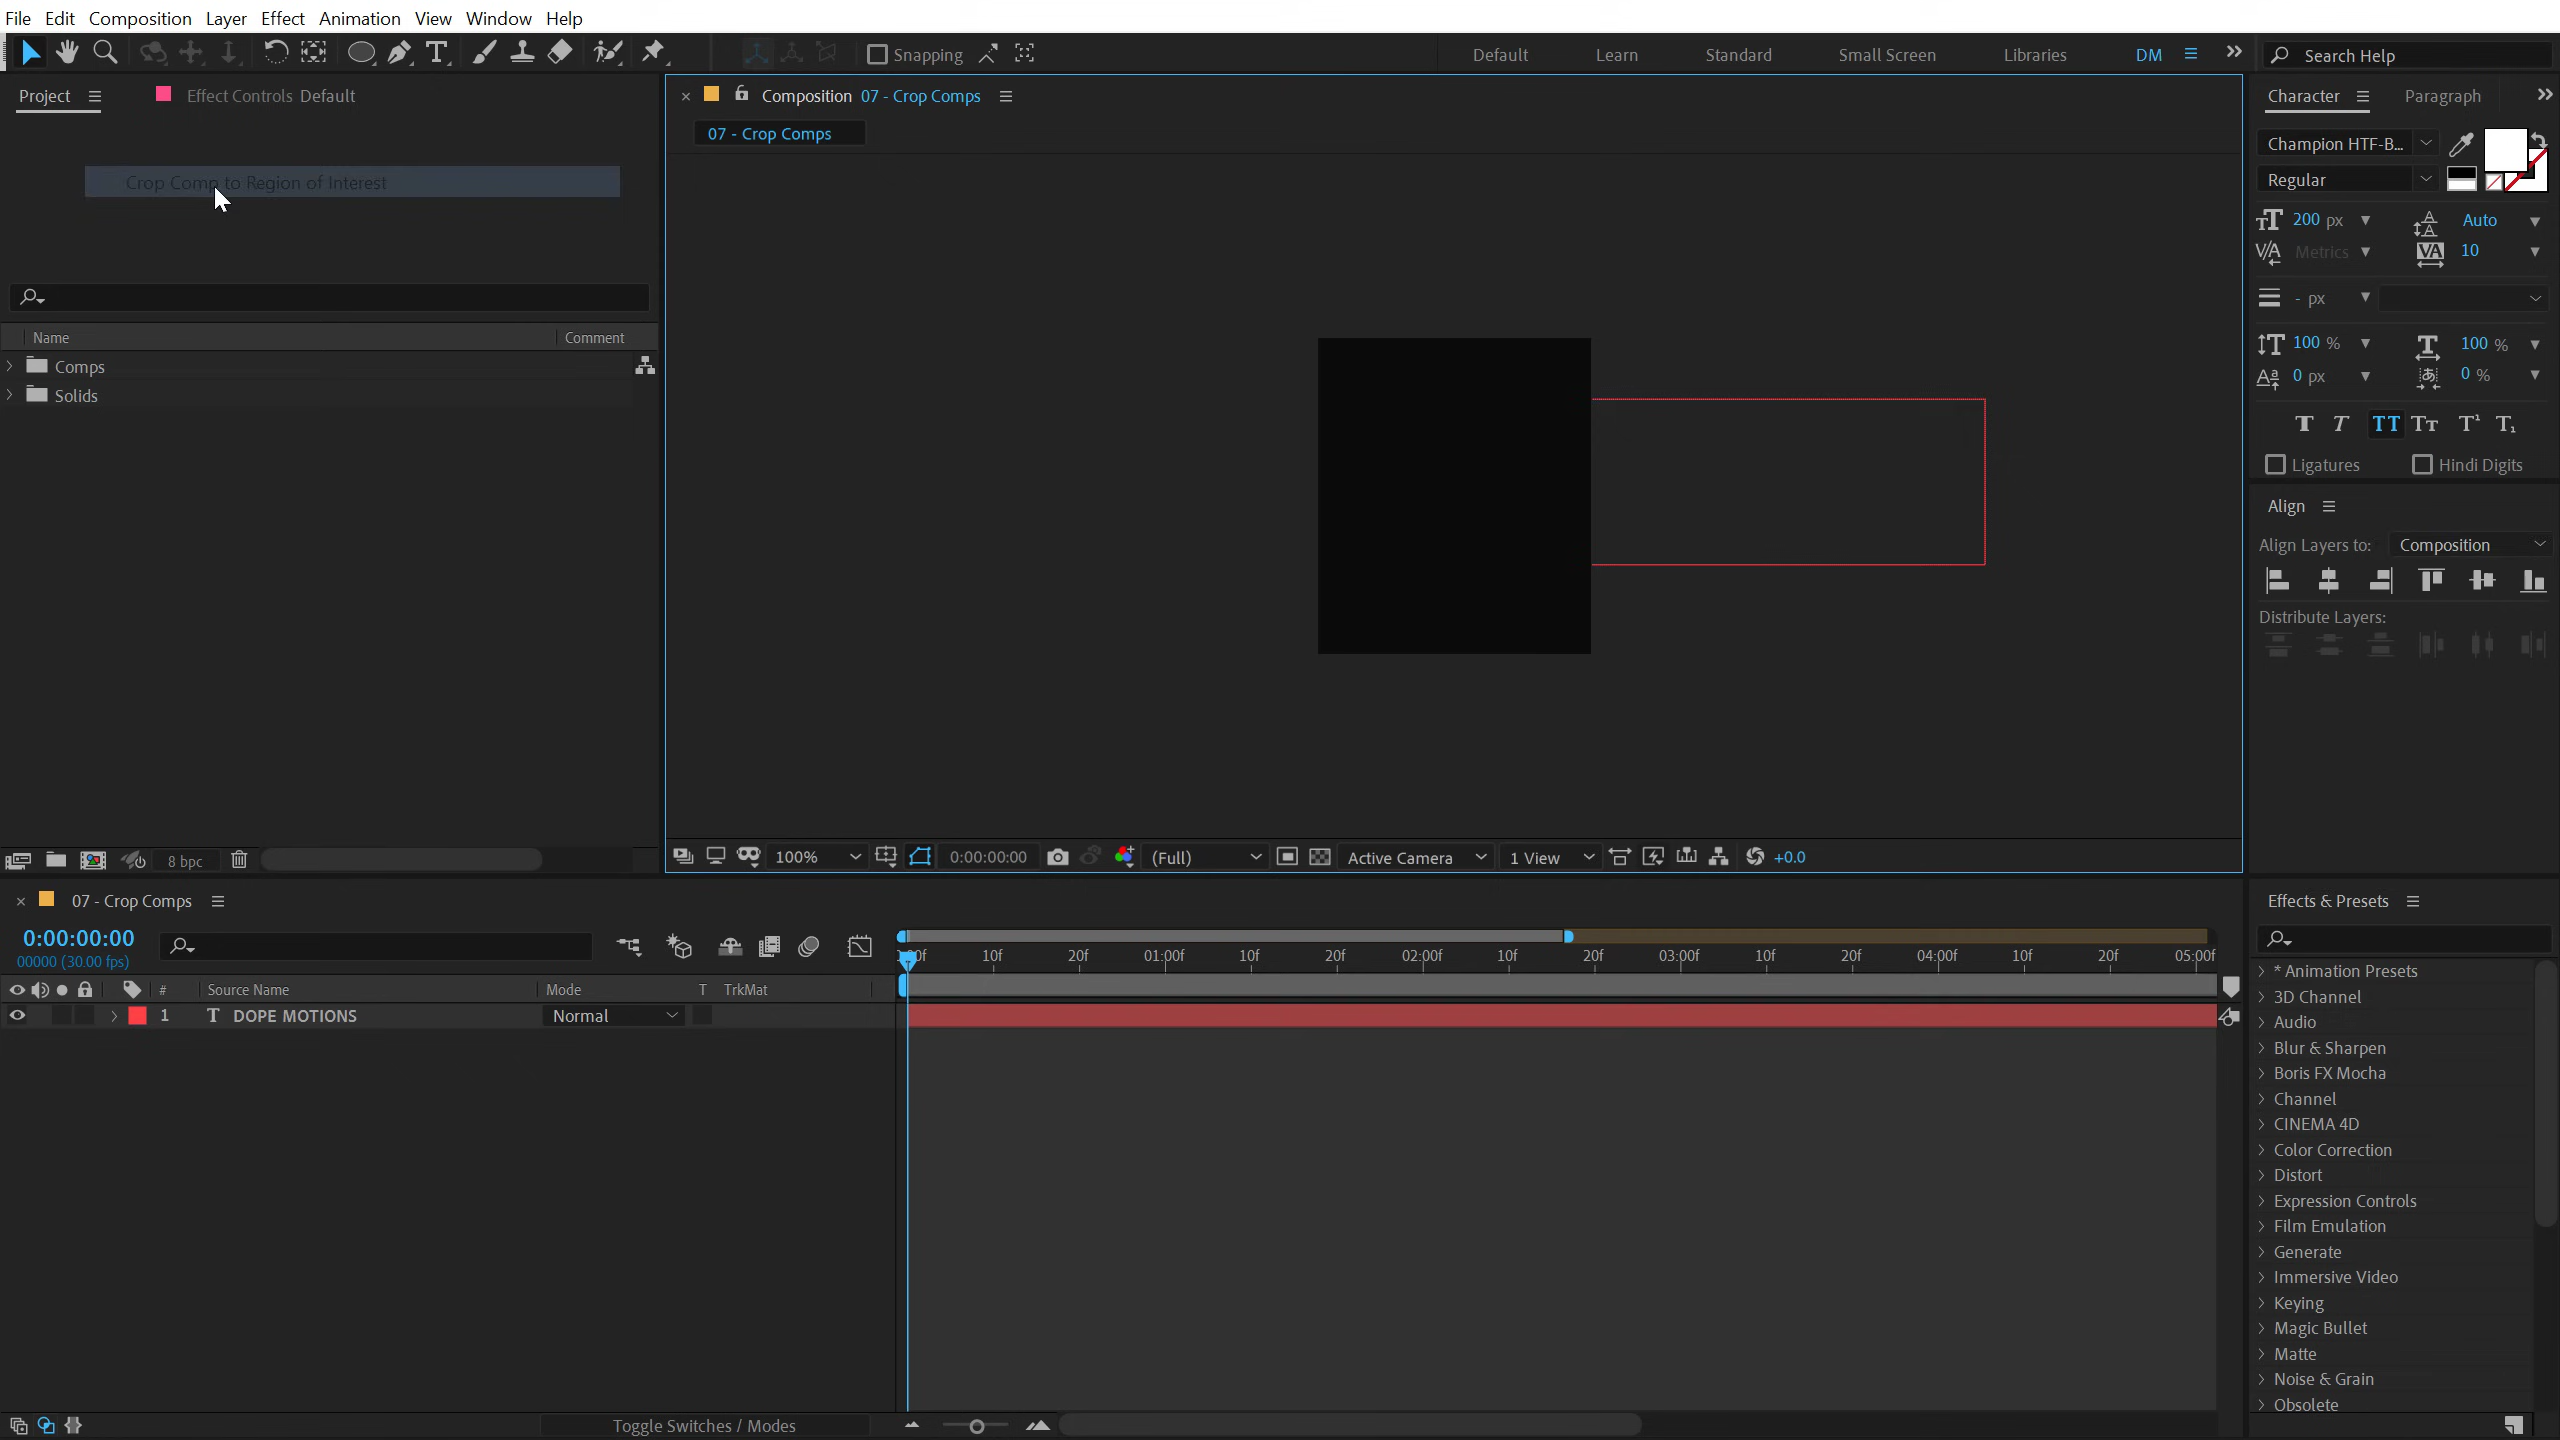 File Edit Composition Layer Effect Animation View Window Help
Snapping Default Learn Standard Small Screen Libraries DM Search Help
Project Effect Controls Default
Composition 07 - Crop Comps
Character Paragraph
07 - Crop Comps
Champion HTF-B...
Regular
Crop Comp to Region of Interest
200 px Auto
Metrics 10
- px
100 % 100 %
0 px 0 %
Ligatures Hindi Digits
Name Comment
Comps
Solids
Align
Align Layers to: Composition
Distribute Layers:
8 bpc
100% 0:00:00:00 (Full) Active Camera 1 View +0.0
07 - Crop Comps
0:00:00:00
00000 (30.00 fps)
10f 20f 01:00f 10f 20f 02:00f 10f 20f 03:00f 10f 20f 04:00f 10f 20f 05:00f
# Source Name Mode T TrkMat
1 T DOPE MOTIONS Normal
Toggle Switches / Modes
Effects & Presets
* Animation Presets
3D Channel
Audio
Blur & Sharpen
Boris FX Mocha
Channel
CINEMA 4D
Color Correction
Distort
Expression Controls
Film Emulation
Generate
Immersive Video
Keying
Magic Bullet
Matte
Noise & Grain
Obsolete